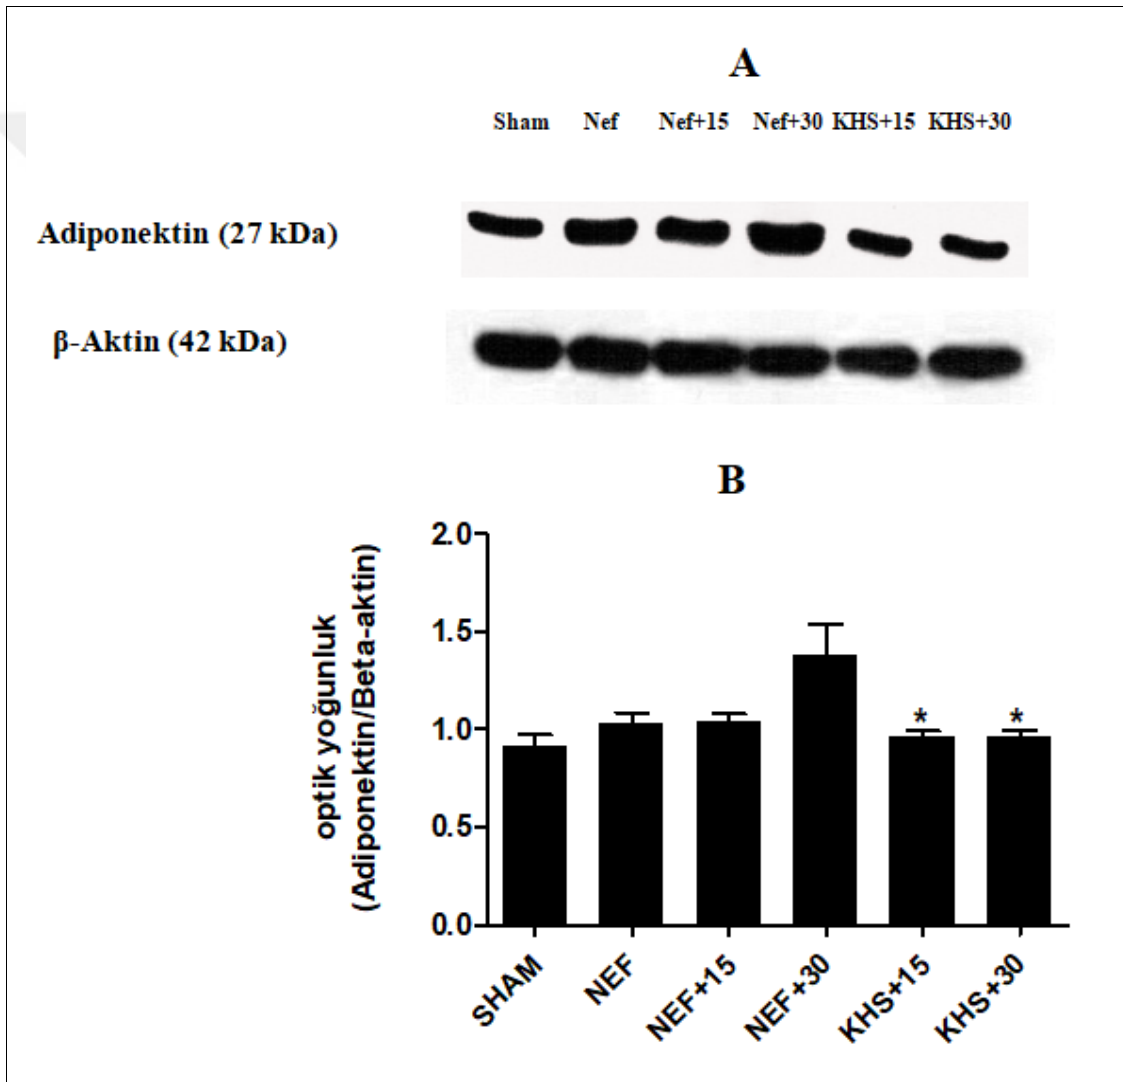 A
Sham Nef Nef+15 Nef+30 KHS+15 KHS+30
Adiponektin (27 kDa)
β-Aktin (42 kDa)
B
optik yoğunluk
(Adiponektin/Beta-aktin)
2.0
1.5
1.0
0.5
0.0
* *
SHAM NEF NEF+15 NEF+30 KHS+15 KHS+30